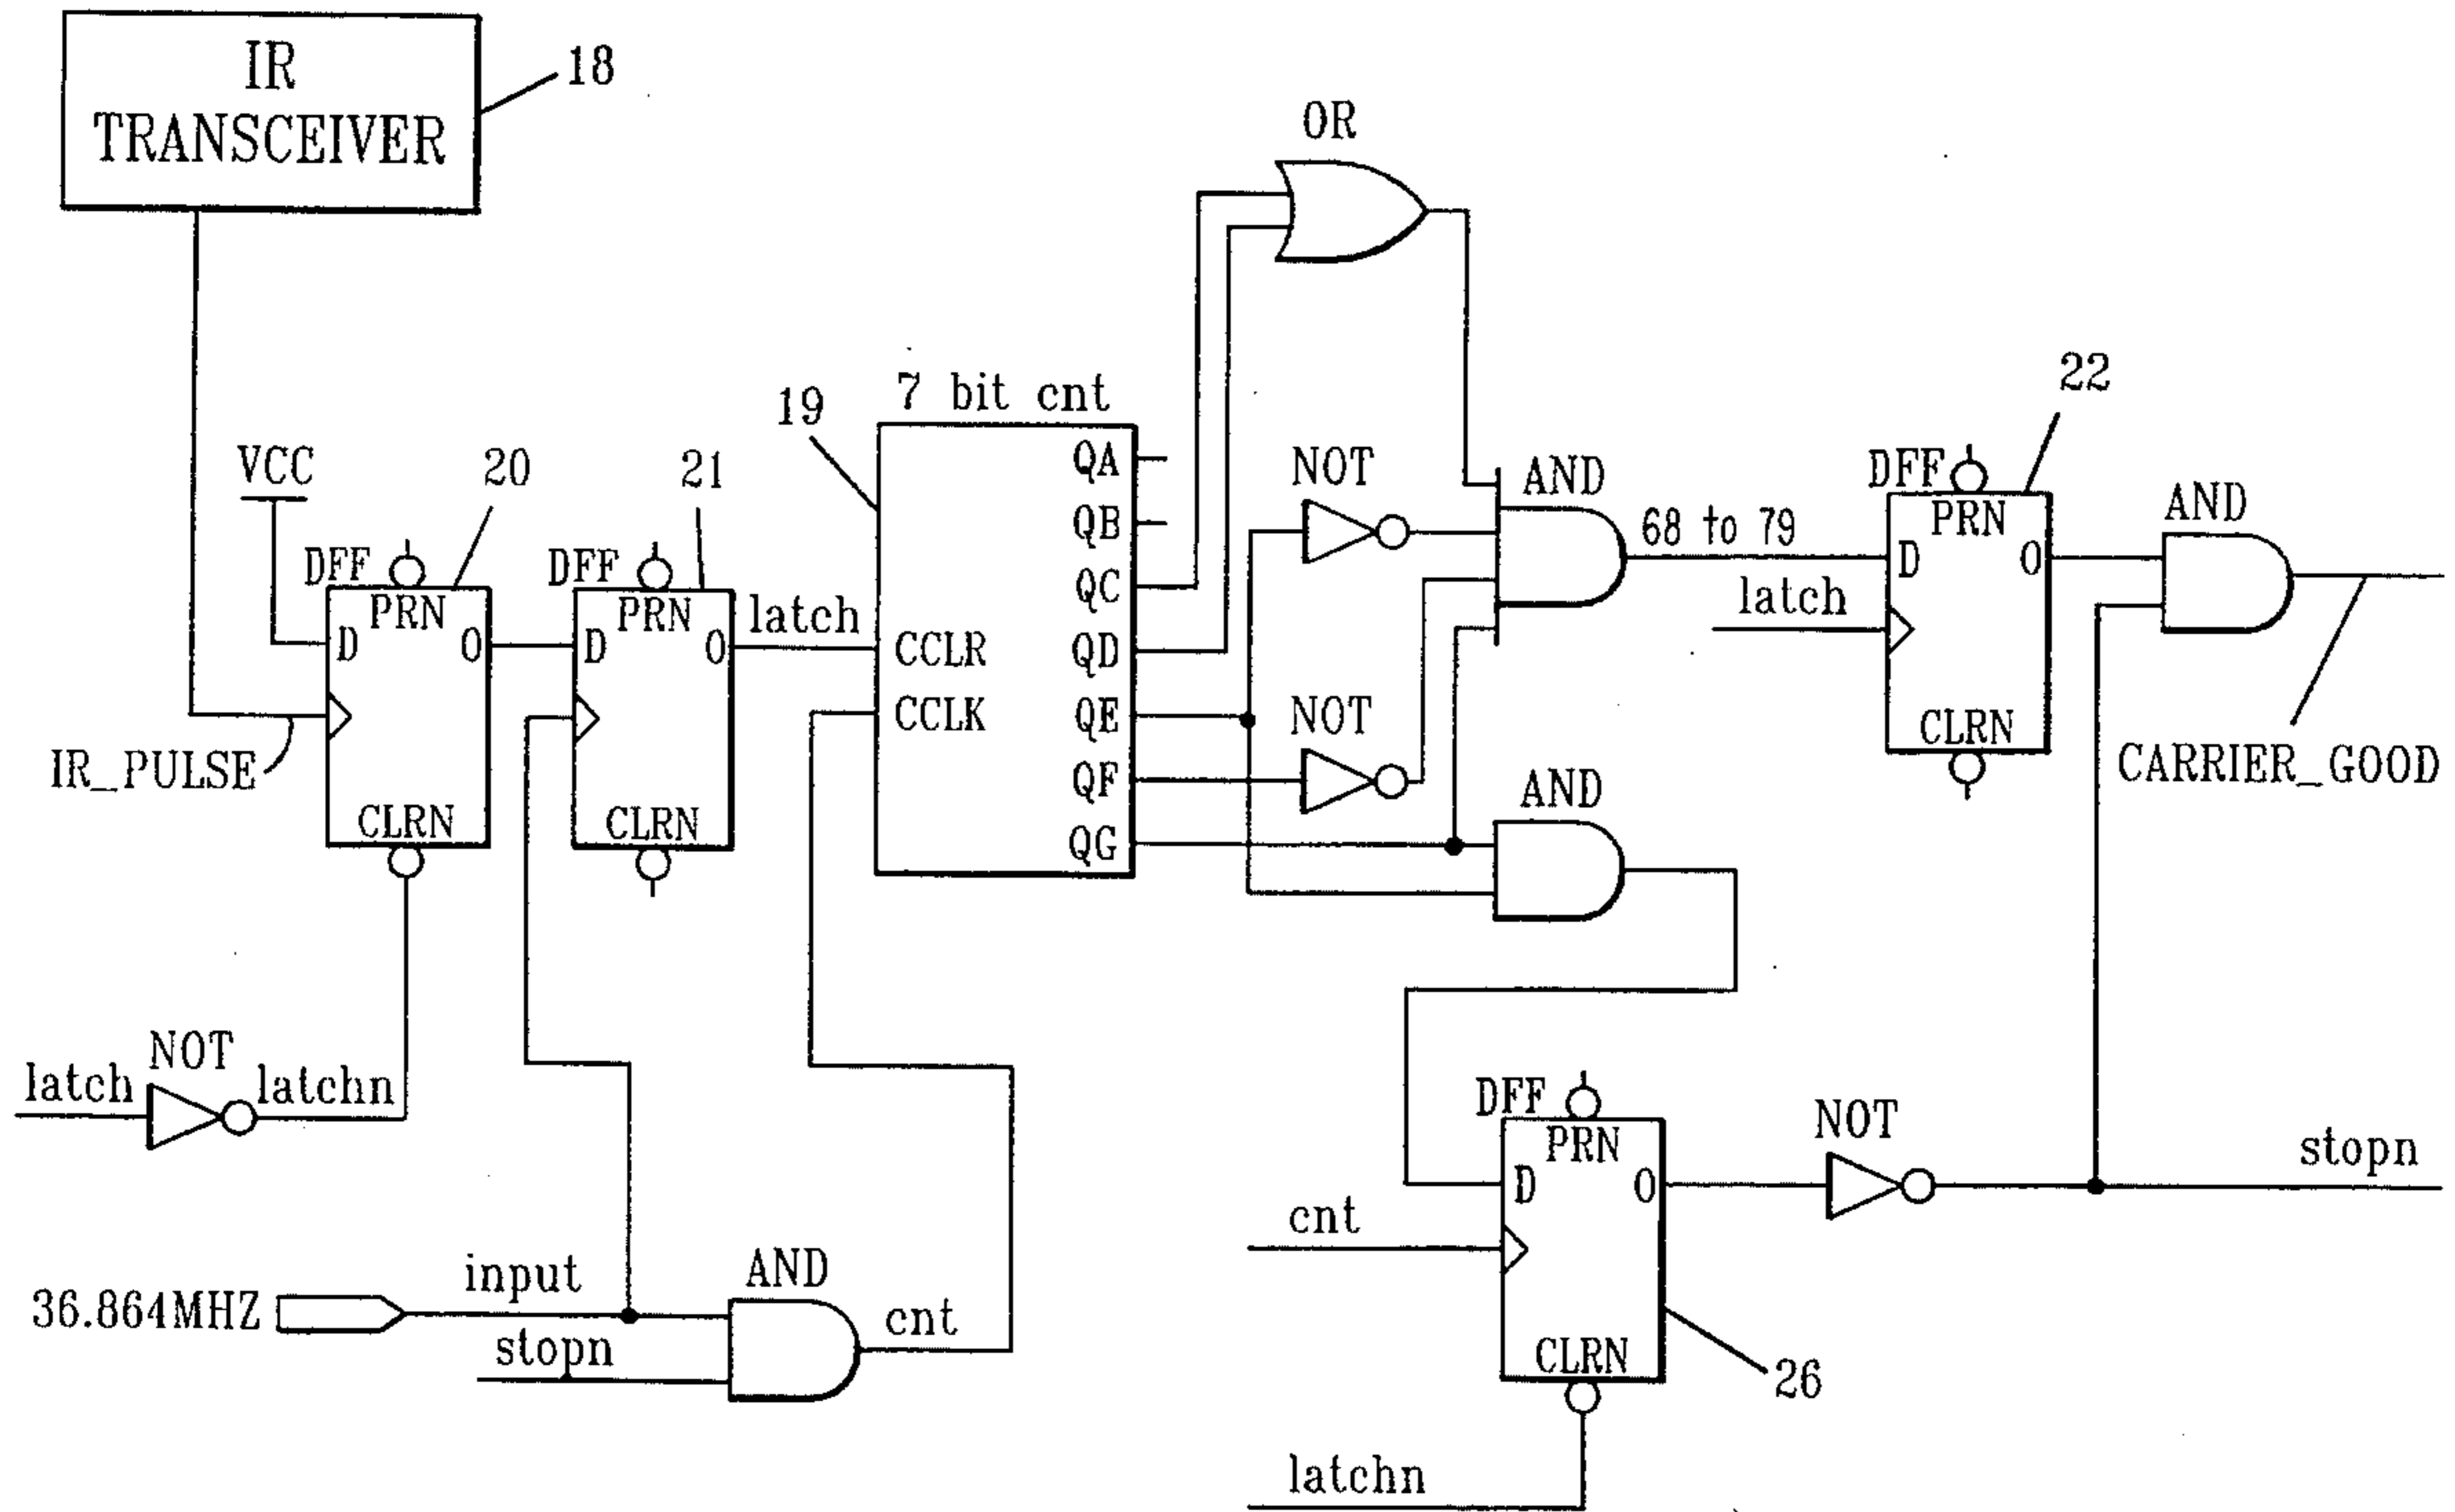 IR
TRANSCEIVER
18
OR
22
7 bit cnt
19
VCC
20
21
QA
QB
QC
QD
QE
QF
QG
CCLR
CCLK
NOT
AND
68 to 79
DFF
PRN
D
O
CLRN
latch
AND
DFF
PRN
D
O
CLRN
DFF
PRN
D
O
CLRN
latch
IR_PULSE
NOT
AND
CARRIER_GOOD
latch
NOT
latchn
DFF
PRN
D
O
CLRN
NOT
stopn
cnt
26
36.864MHZ
input
AND
cnt
stopn
latchn